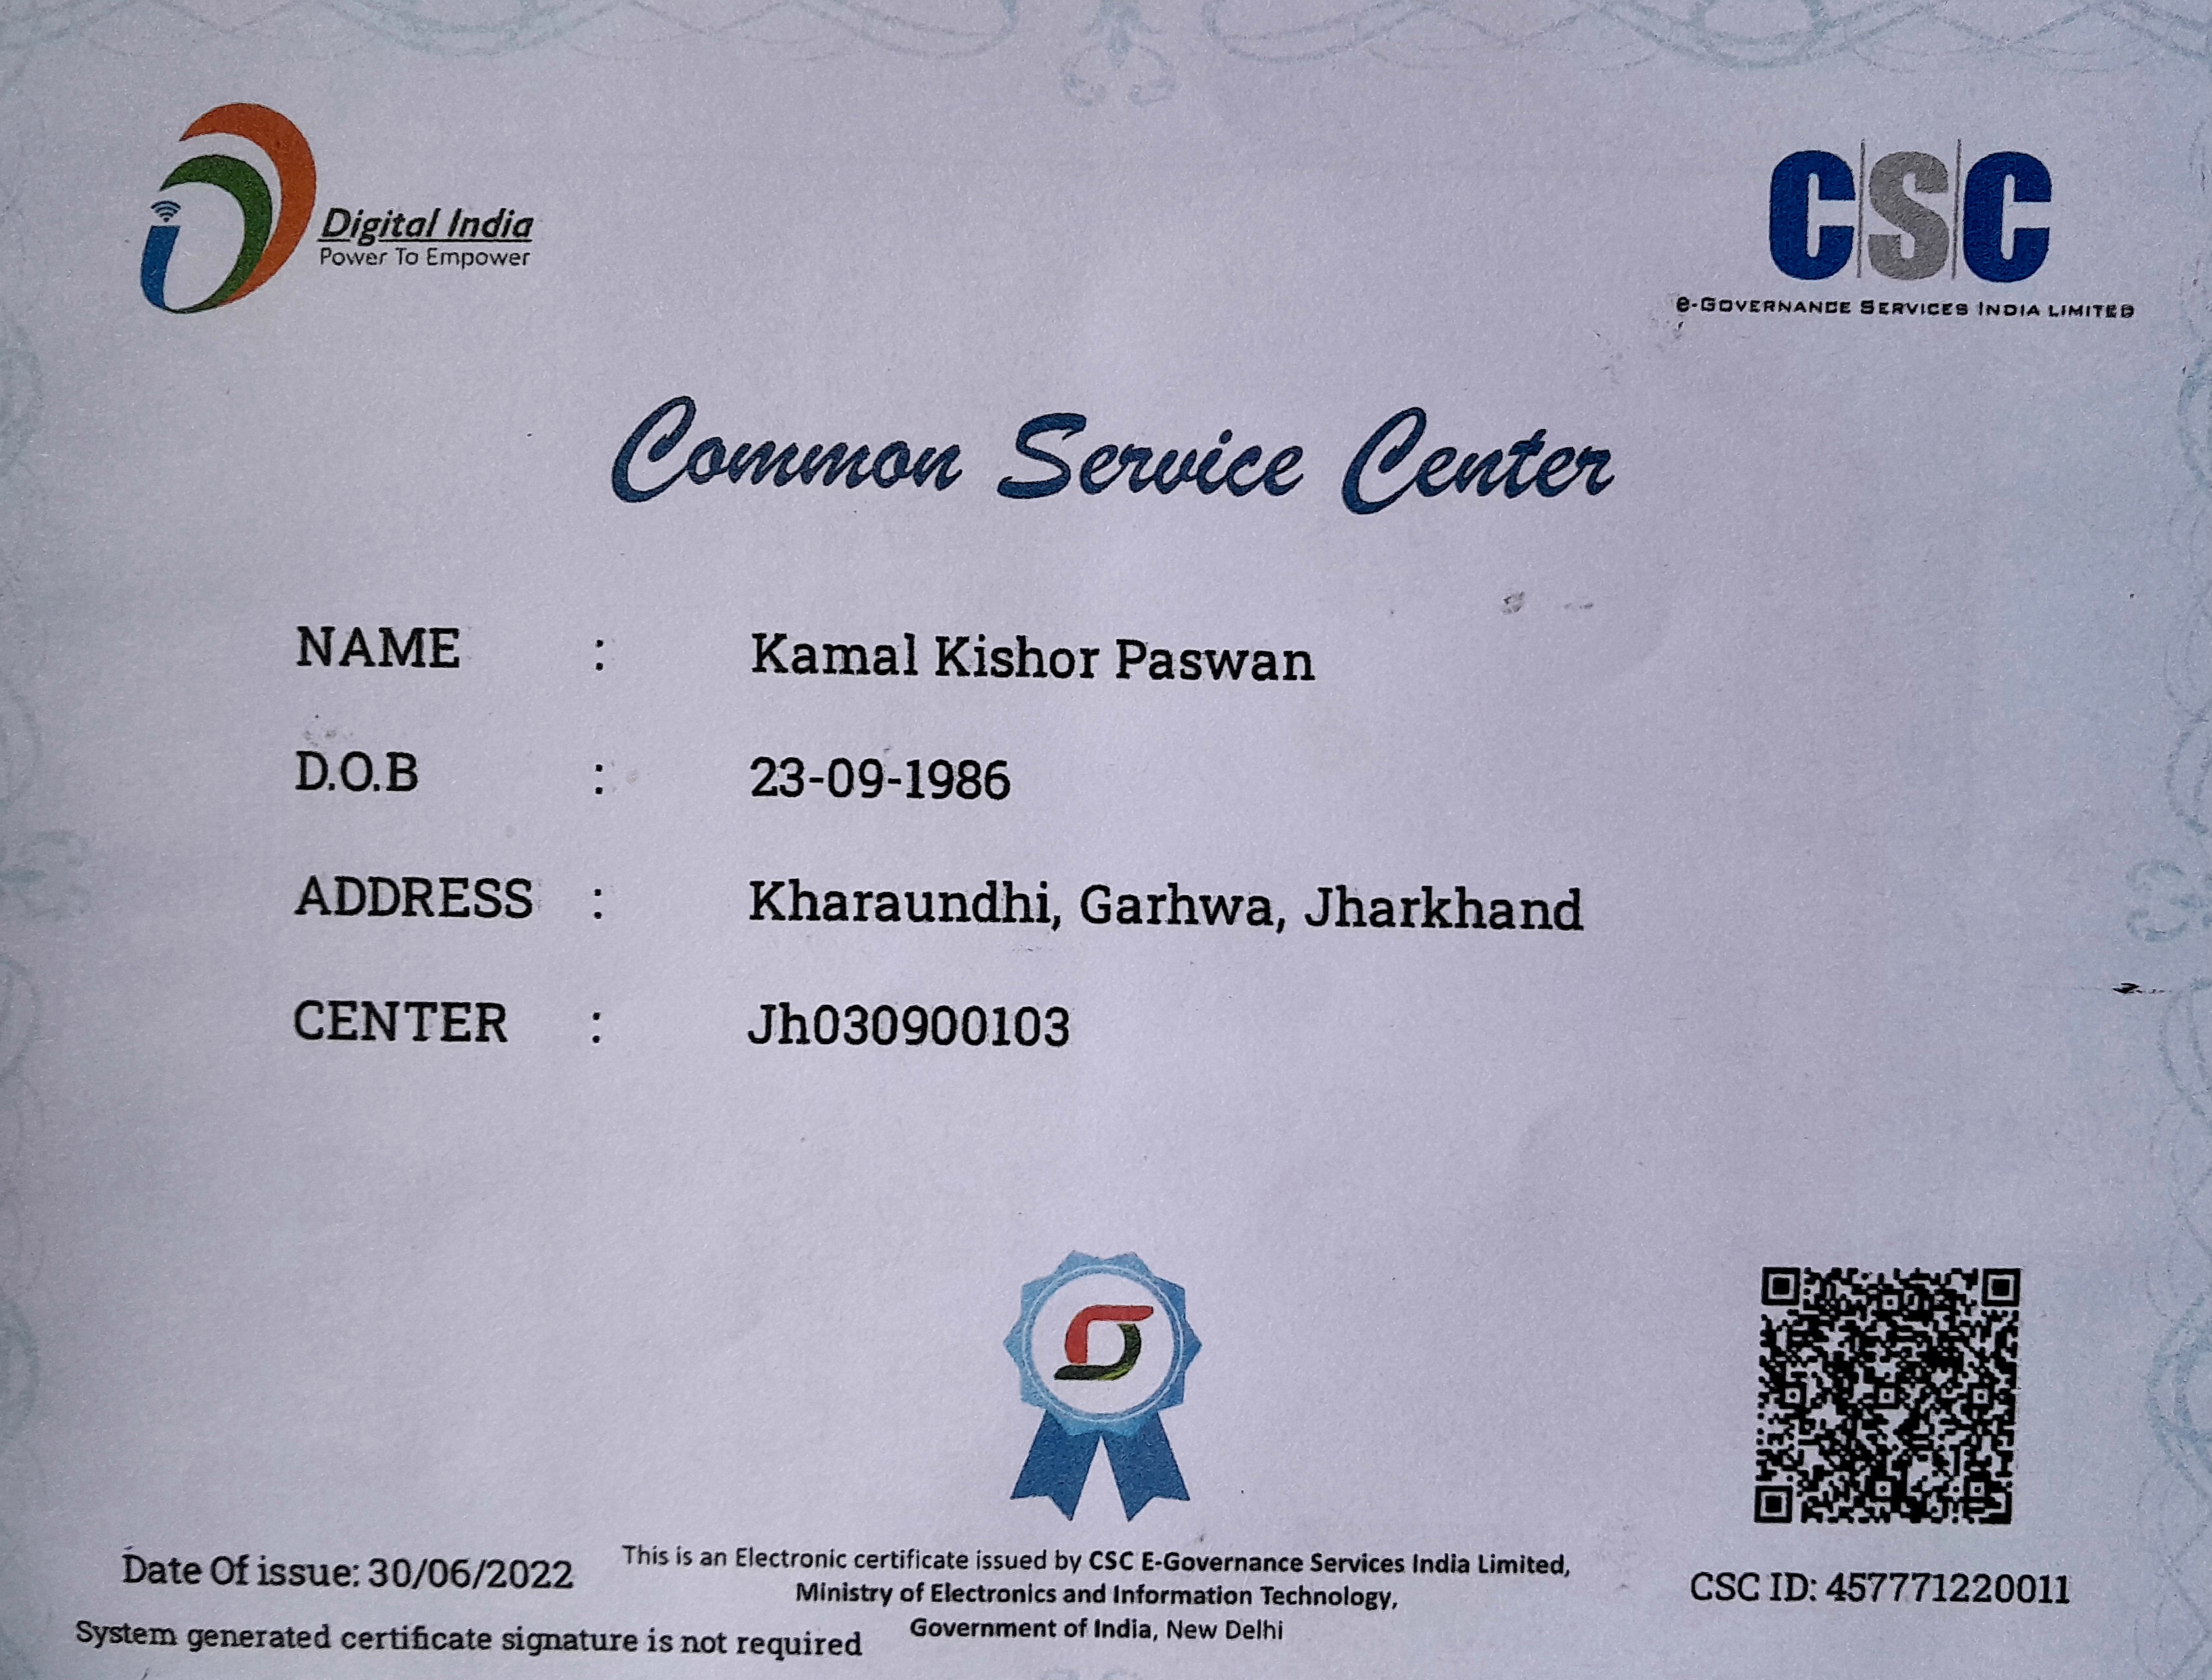 Digital India
Power To Empower
CSC
e-Governance Services India Limited
Common Service Center
NAME : Kamal Kishor Paswan
D.O.B : 23-09-1986
ADDRESS : Kharaundhi, Garhwa, Jharkhand
CENTER : Jh030900103
Date Of issue: 30/06/2022
This is an Electronic certificate issued by CSC E-Governance Services India Limited,
Ministry of Electronics and Information Technology,
Government of India, New Delhi
CSC ID: 457771220011
System generated certificate signature is not required